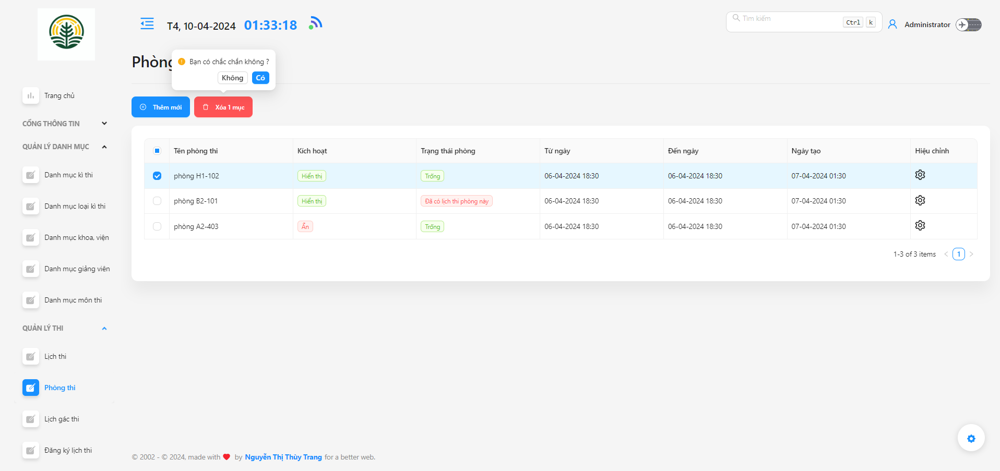 T4, 10-04-2024 01:33:18
Tìm kiếm Ctrl k
Administrator
Phòng
Bạn có chắc chắn không ?
Không Có
Thêm mới Xóa 1 mục
Trang chủ
CỔNG THÔNG TIN
QUẢN LÝ DANH MỤC
Danh mục kì thi
Danh mục loại kì thi
Danh mục khoa, viện
Danh mục giảng viên
Danh mục môn thi
QUẢN LÝ THI
Lịch thi
Phòng thi
Lịch gác thi
Đăng ký lịch thi
Tên phòng thi Kích hoạt Trạng thái phòng Từ ngày Đến ngày Ngày tạo Hiệu chỉnh
phòng H1-102 Hiển thị Trống 06-04-2024 18:30 06-04-2024 18:30 07-04-2024 01:30
phòng B2-101 Hiển thị Đã có lịch thi phòng này 06-04-2024 18:30 06-04-2024 18:30 07-04-2024 01:30
phòng A2-403 Ẩn Trống 06-04-2024 18:30 06-04-2024 18:30 07-04-2024 01:30
1-3 of 3 items < 1 >
© 2002 - © 2024, made with ❤ by Nguyễn Thị Thùy Trang for a better web.